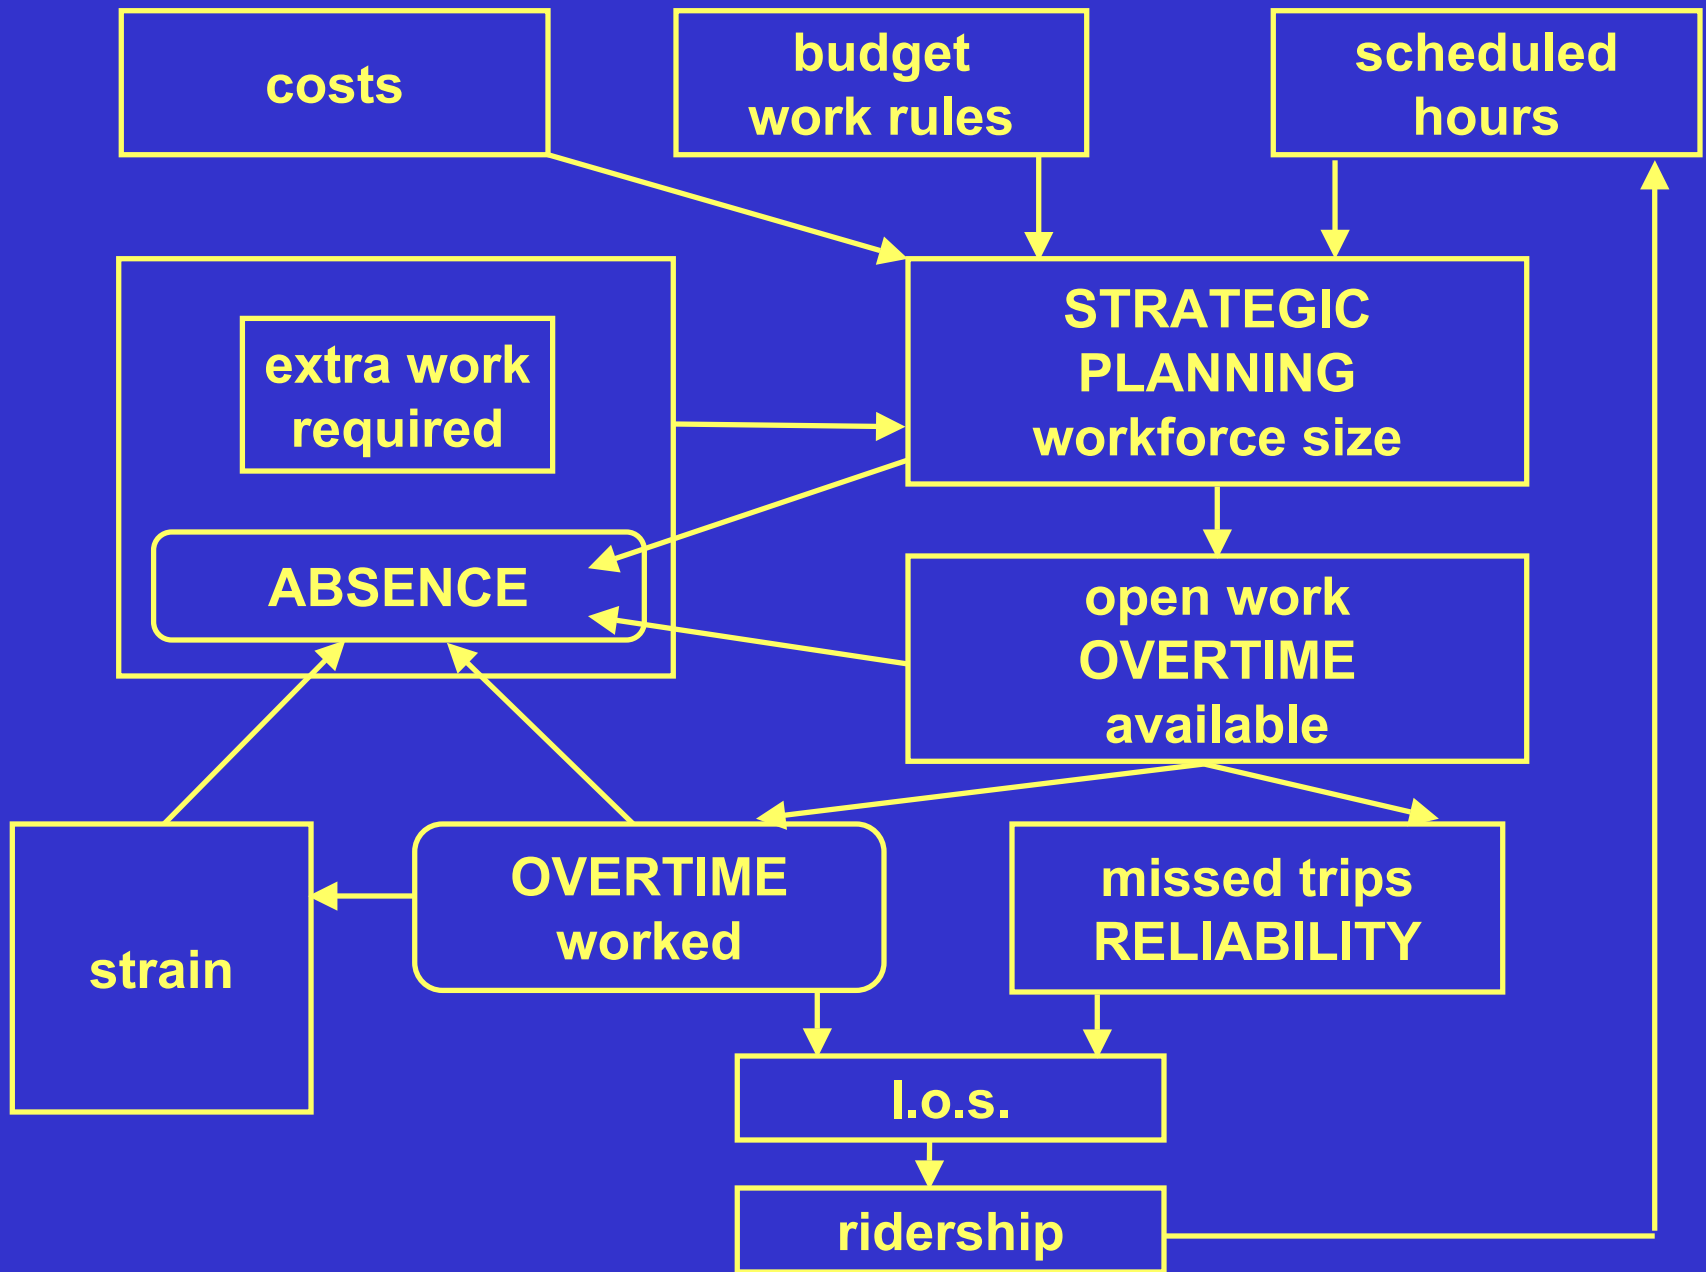 costs
budget
work rules
scheduled
hours
extra work
required
STRATEGIC
PLANNING
workforce size
ABSENCE
open work
OVERTIME
available
strain
OVERTIME
worked
missed trips
RELIABILITY
l.o.s.
ridership